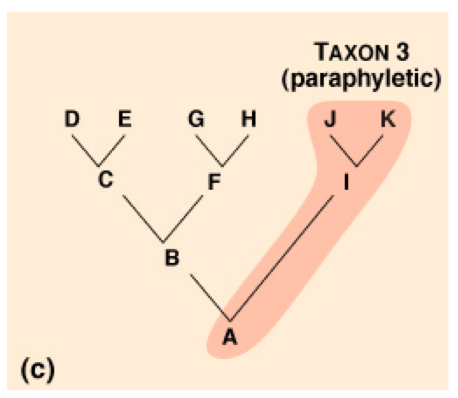 TAXON 3
(paraphyletic)
D E G H J K
C F I
B
A
(c)